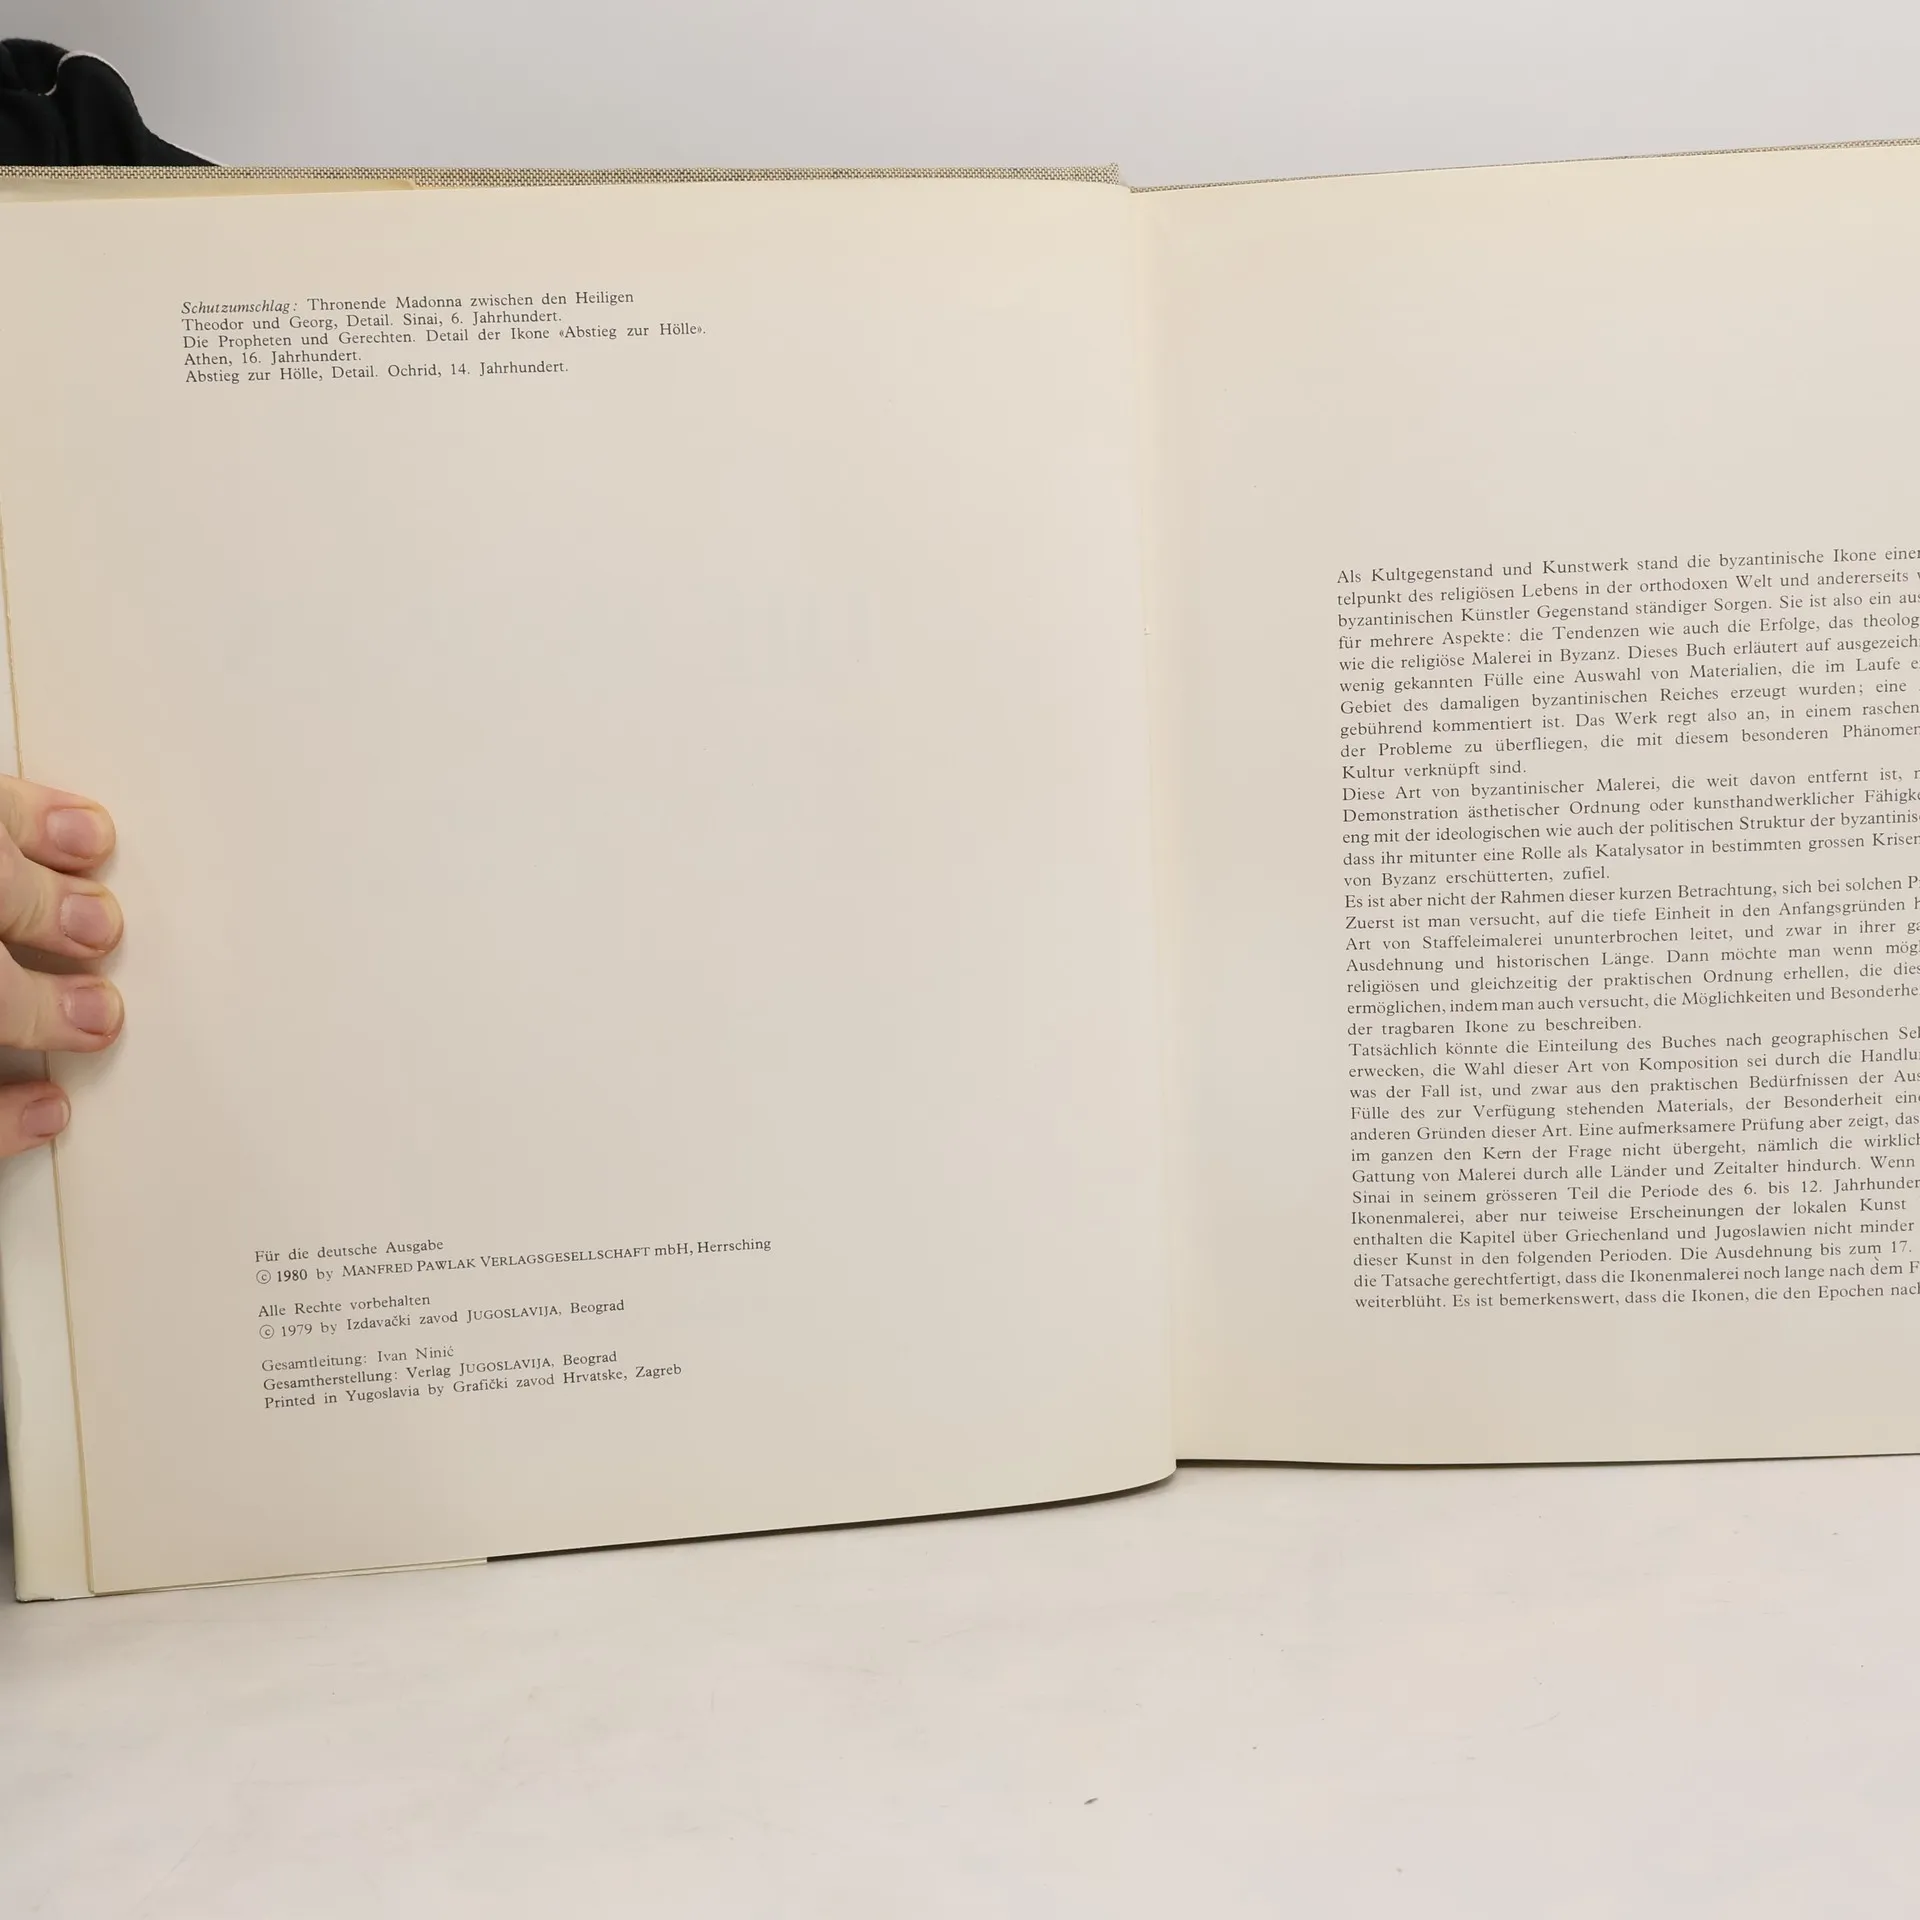 Schutzumschlag: Thronende Madonna zwischen den Heiligen
Theodor und Georg, Detail. Sinai, 6. Jahrhundert.
Die Propheten und Gerechten. Detail der Ikone «Abstieg zur Hölle».
Athen, 16. Jahrhundert.
Abstieg zur Hölle, Detail. Ochrid, 14. Jahrhundert.
Für die deutsche Ausgabe
© 1980 by MANFRED PAWLAK VERLAGSGESELLSCHAFT mbH, Herrsching
Alle Rechte vorbehalten
© 1979 by Izdavački zavod JUGOSLAVIJA, Beograd
Gesamtleitung: Ivan Ninić
Gesamtherstellung: Verlag JUGOSLAVIJA, Beograd
Printed in Yugoslavia by Grafički zavod Hrvatske, Zagreb
Als Kultgegenstand und Kunstwerk stand die byzantinische Ikone einer
telpunkt des religiösen Lebens in der orthodoxen Welt und andererseits
byzantinischen Künstler Gegenstand ständiger Sorgen. Sie ist also ein aus
für mehrere Aspekte: die Tendenzen wie auch die Erfolge, das theolog
wie die religiöse Malerei in Byzanz. Dieses Buch erläutert auf ausgezeich
wenig gekannten Fülle eine Auswahl von Materialien, die im Laufe e
Gebiet des damaligen byzantinischen Reiches erzeugt wurden; eine
gebührend kommentiert ist. Das Werk regt also an, in einem raschen
der Probleme zu überfliegen, die mit diesem besonderen Phänomen
Kultur verknüpft sind.
Diese Art von byzantinischer Malerei, die weit davon entfernt ist,
Demonstration ästhetischer Ordnung oder kunsthandwerklicher Fähigke
eng mit der ideologischen wie auch der politischen Struktur der byzantinis
dass ihr mitunter eine Rolle als Katalysator in bestimmten grossen Krisen
von Byzanz erschütterten, zufiel.
Es ist aber nicht der Rahmen dieser kurzen Betrachtung, sich bei solchen P
Zuerst ist man versucht, auf die tiefe Einheit in den Anfangsgründen h
Art von Staffeleimalerei ununterbrochen leitet, und zwar in ihrer ga
Ausdehnung und historischen Länge. Dann möchte man wenn mögl
religiösen und gleichzeitig der praktischen Ordnung erhellen, die dies
ermöglichen, indem man auch versucht, die Möglichkeiten und Besonderhe
der tragbaren Ikone zu beschreiben.
Tatsächlich könnte die Einteilung des Buches nach geographischen Sek
erwecken, die Wahl dieser Art von Komposition sei durch die Handlu
was der Fall ist, und zwar aus den praktischen Bedürfnissen der Aus
Fülle des zur Verfügung stehenden Materials, der Besonderheit eine
anderen Gründen dieser Art. Eine aufmerksamere Prüfung aber zeigt, das
im ganzen den Kern der Frage nicht übergeht, nämlich die wirklich
Gattung von Malerei durch alle Länder und Zeitalter hindurch. Wenn
Sinai in seinem grösseren Teil die Periode des 6. bis 12. Jahrhunder
Ikonenmalerei, aber nur teiweise Erscheinungen der lokalen Kunst
enthalten die Kapitel über Griechenland und Jugoslawien nicht minder
dieser Kunst in den folgenden Perioden. Die Ausdehnung bis zum 17.
die Tatsache gerechtfertigt, dass die Ikonenmalerei noch lange nach dem F
weiterblüht. Es ist bemerkenswert, dass die Ikonen, die den Epochen nach